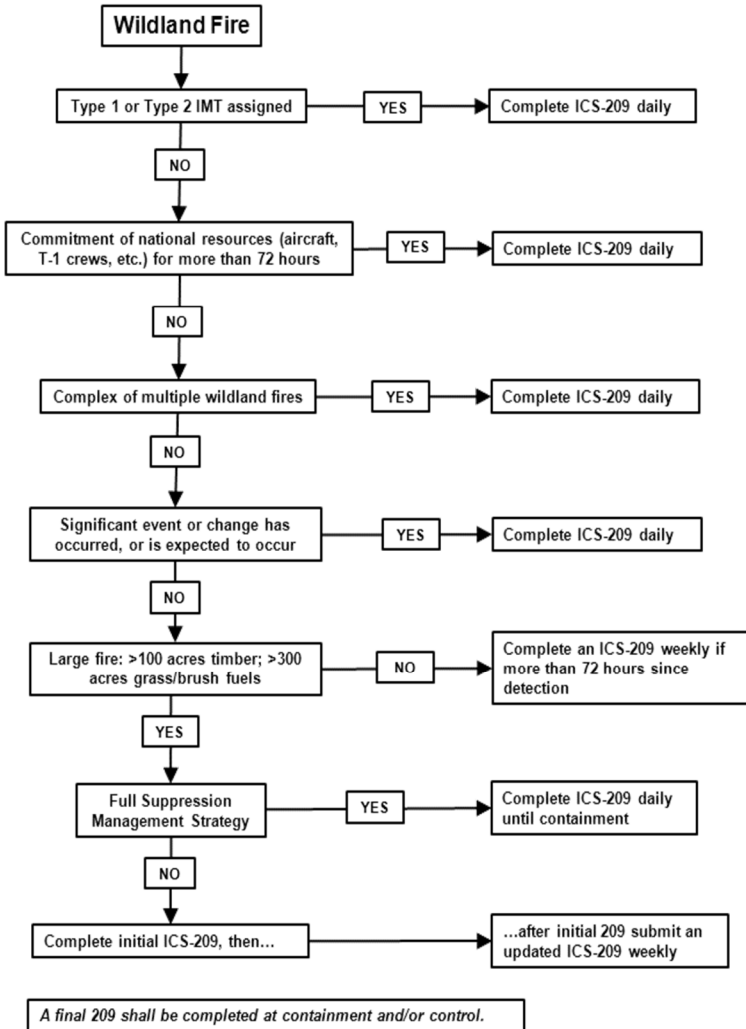 Wildland Fire
Type 1 or Type 2 IMT assigned
YES
Complete ICS-209 daily
NO
Commitment of national resources (aircraft,
T-1 crews, etc.) for more than 72 hours
YES
Complete ICS-209 daily
NO
Complex of multiple wildland fires
YES
Complete ICS-209 daily
NO
Significant event or change has
occurred, or is expected to occur
YES
Complete ICS-209 daily
NO
Large fire: >100 acres timber; >300
acres grass/brush fuels
NO
Complete an ICS-209 weekly if
more than 72 hours since
detection
YES
Full Suppression
Management Strategy
YES
Complete ICS-209 daily
until containment
NO
Complete initial ICS-209, then…
…after initial 209 submit an
updated ICS-209 weekly
A final 209 shall be completed at containment and/or control.